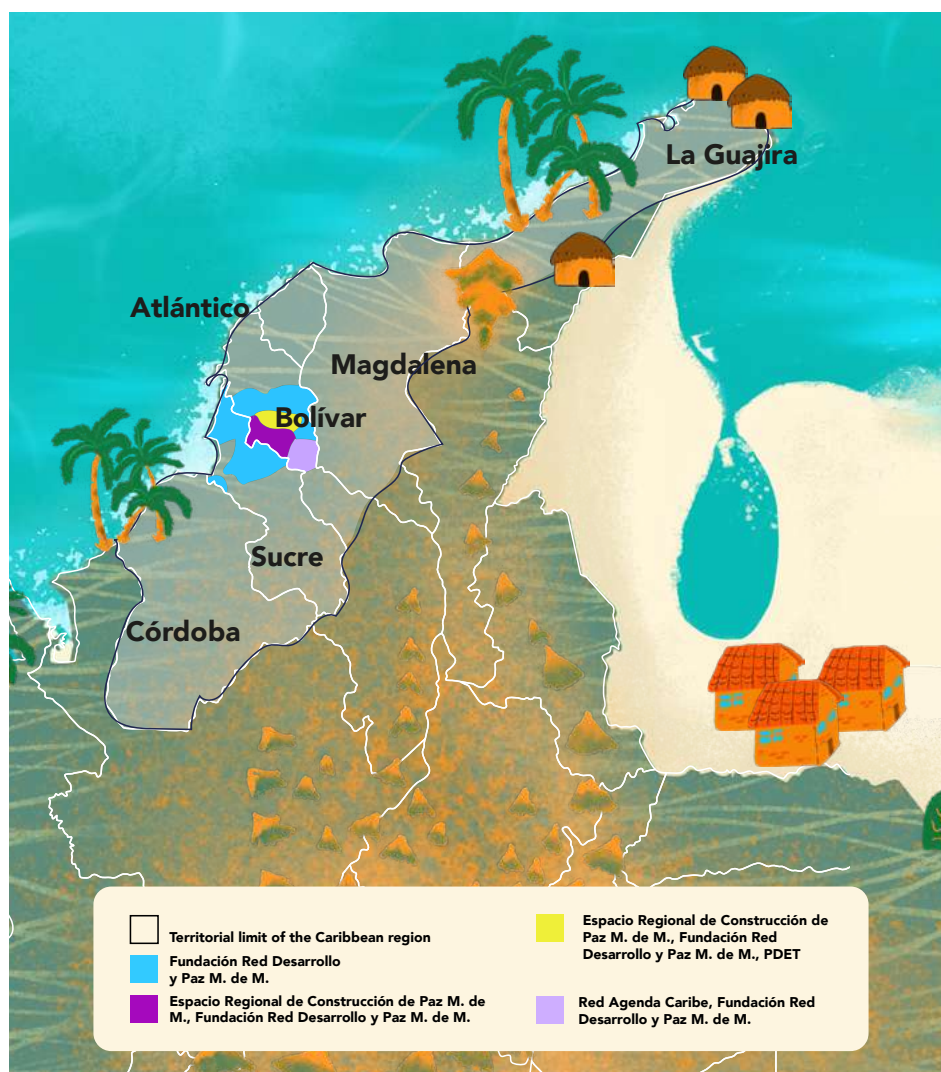 La Guajira
Atlántico
Magdalena
Bolívar
Sucre
Córdoba
Territorial limit of the Caribbean region
Fundación Red Desarrollo
y Paz M. de M.
Espacio Regional de Construcción de Paz M. de
M., Fundación Red Desarrollo y Paz M. de M.
Espacio Regional de Construcción de
Paz M. de M., Fundación Red
Desarrollo y Paz M. de M., PDET
Red Agenda Caribe, Fundación Red
Desarrollo y Paz M. de M.